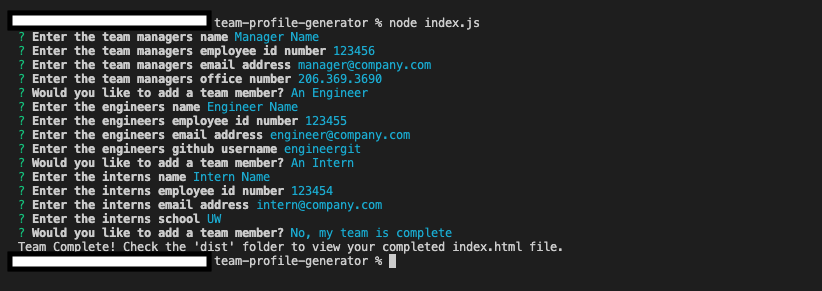 team-profile-generator % node index.js
? Enter the team managers name Manager Name
? Enter the team managers employee id number 123456
? Enter the team managers email address manager@company.com
? Enter the team managers office number 206.369.3690
? Would you like to add a team member? An Engineer
? Enter the engineers name Engineer Name
? Enter the engineers employee id number 123455
? Enter the engineers email address engineer@company.com
? Enter the engineers github username engineergit
? Would you like to add a team member? An Intern
? Enter the interns name Intern Name
? Enter the interns employee id number 123454
? Enter the interns email address intern@company.com
? Enter the interns school UW
? Would you like to add a team member? No, my team is complete
Team Complete! Check the 'dist' folder to view your completed index.html file.
team-profile-generator %